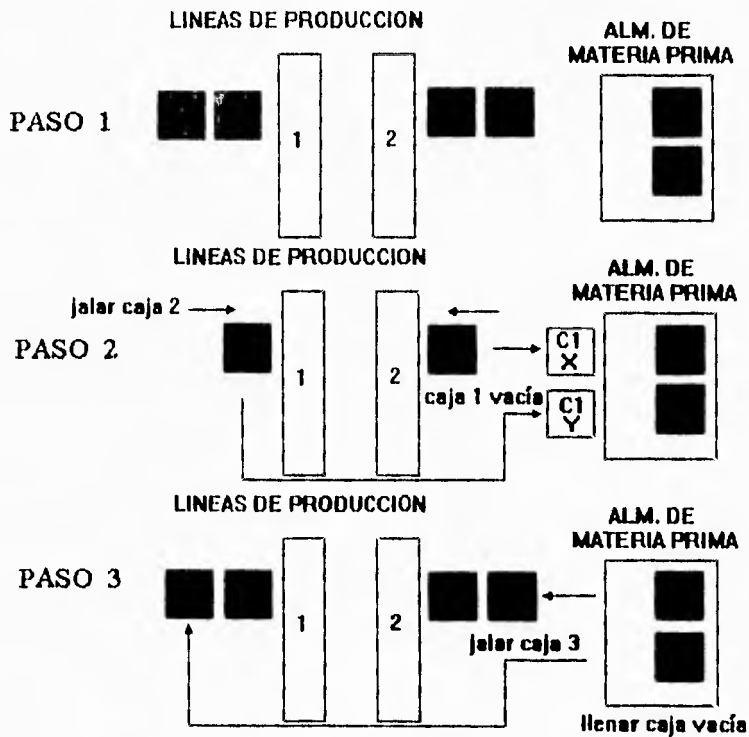 LINEAS DE PRODUCCION
ALM. DE
MATERIA PRIMA
PASO 1
1
2
LINEAS DE PRODUCCION
ALM. DE
MATERIA PRIMA
jalar caja 2
PASO 2
1
2
C1
X
caja 1 vacía
C1
Y
LINEAS DE PRODUCCION
ALM. DE
MATERIA PRIMA
PASO 3
1
2
jalar caja 3
llenar caja vacía